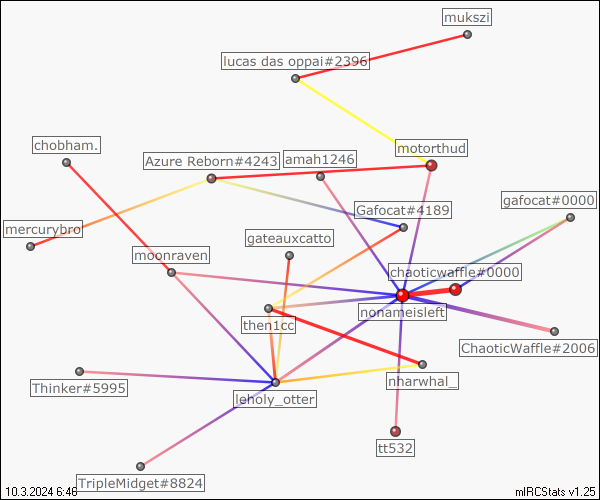 mukszi
lucas das oppai#2396
chobham.
motorthud
Azure Reborn#4243
amah1246
gafocat#0000
Gafocat#4189
mercurybro
gateauxcatto
moonraven
chaoticwaffle#0000
nonameisleft
then1cc
ChaoticWaffle#2006
Thinker#5995
nharwhal_
leholy_otter
tt532
TripleMidget#8824
10.3.2024 6:46
mIRCStats v1.25